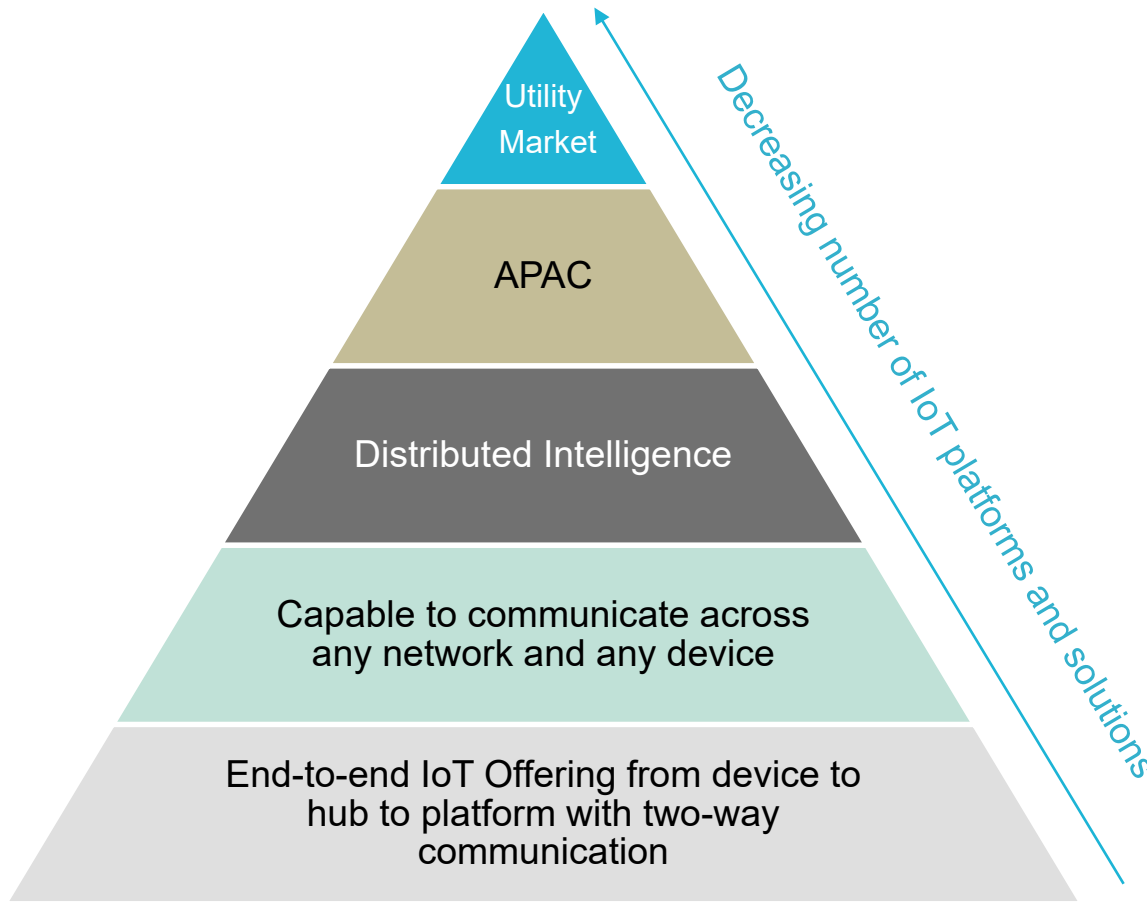 Utility
Market
APAC
Distributed Intelligence
Capable to communicate across
any network and any device
End-to-end IoT Offering from device to
hub to platform with two-way
communication
Decreasing number of IoT platforms and solutions